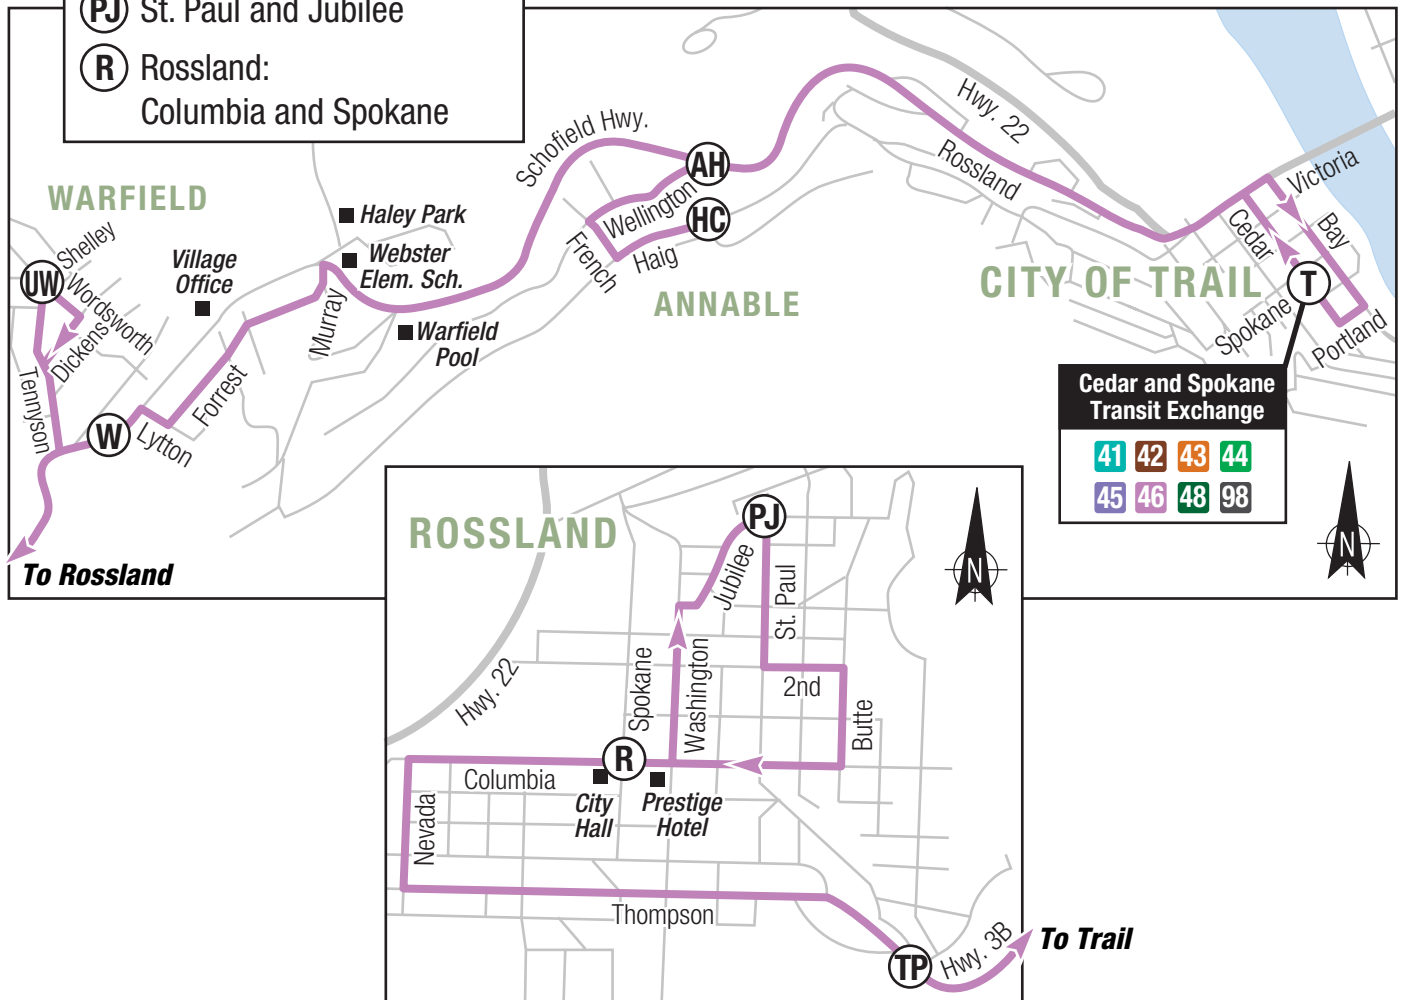 PJ St. Paul and Jubilee
R Rossland:
Columbia and Spokane
WARFIELD
Shelley
UW
Wordsworth
Dickens
Tennyson
Village
Office
Haley Park
Webster
Elem. Sch.
Murray
Warfield
Pool
Forrest
W
Lytton
To Rossland
Schofield Hwy.
AH
Wellington
HC
French
Haig
ANNABLE
Hwy. 22
Rossland
CITY OF TRAIL
Victoria
Bay
Cedar
T
Spokane
Portland
Cedar and Spokane
Transit Exchange
41 42 43 44
45 46 48 98
N
ROSSLAND
PJ
Jubilee
St. Paul
N
Hwy. 22
Spokane
Washington
2nd
Butte
R
Columbia
City
Hall
Prestige
Hotel
Nevada
Thompson
TP
Hwy. 3B
To Trail